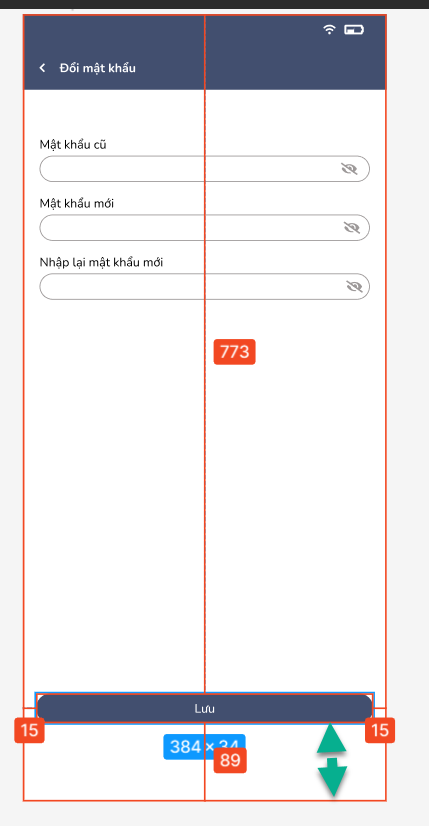 Đổi mật khẩu
Mật khẩu cũ
Mật khẩu mới
Nhập lại mật khẩu mới
773
Lưu
15
15
384 × 34
89